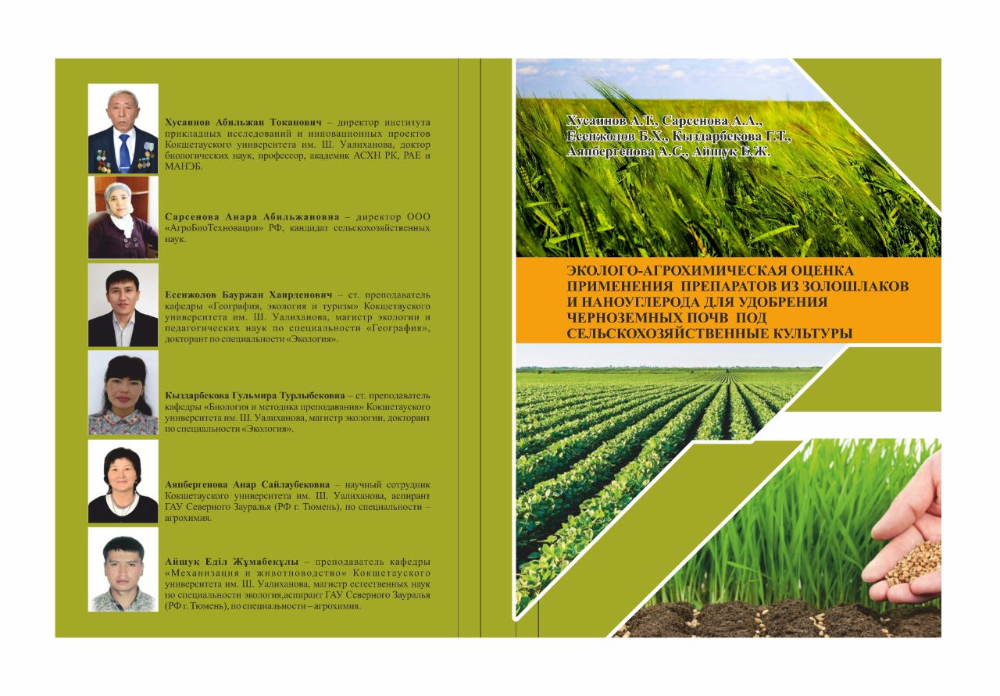 Хусаинов Абильжан Токанович – директор института
прикладных исследований и инновационных проектов
Кокшетауского университета им. Ш. Уалиханова, доктор
биологических наук, профессор, академик АСХН РК, РАЕ и
МАНЭБ.
Сарсенова Анара Абильжановна – директор ООО
«АгроБиоТехновации» РФ, кандидат сельскохозяйственных
наук.
Есенжолов Бауржан Хаирденович – ст. преподаватель
кафедры «География, экология и туризм» Кокшетауского
университета им. Ш. Уалиханова, магистр экологии и
педагогических наук по специальности «География»,
докторант по специальности «Экология».
Кыздарбекова Гульмира Турлыбековна – ст. преподаватель
кафедры «Биология и методика преподавания» Кокшетауского
университета им. Ш. Уалиханова, магистр экологии, докторант
по специальности «Экология».
Аяпбергенова Анар Сайлаубековна – научный сотрудник
Кокшетауского университета им. Ш. Уалиханова, аспирант
ГАУ Северного Зауралья (РФ г. Тюмень), по специальности –
агрохимия.
Айшуқ Еділ Жұмабекұлы – преподаватель кафедры
«Механизация и животноводство» Кокшетауского
университета им. Ш. Уалиханова, магистр естественных наук
по специальности экология,аспирант ГАУ Северного Зауралья
(РФ г. Тюмень), по специальности – агрохимия.
Хусаинов А.Т., Сарсенова А.А.,
Есенжолов Б.Х., Кыздарбекова Г.Т.,
Аяпбергенова А.С., Айшуқ Е.Ж.
ЭКОЛОГО-АГРОХИМИЧЕСКАЯ ОЦЕНКА
ПРИМЕНЕНИЯ ПРЕПАРАТОВ ИЗ ЗОЛОШЛАКОВ
И НАНОУГЛЕРОДА ДЛЯ УДОБРЕНИЯ
ЧЕРНОЗЕМНЫХ ПОЧВ ПОД
СЕЛЬСКОХОЗЯЙСТВЕННЫЕ КУЛЬТУРЫ